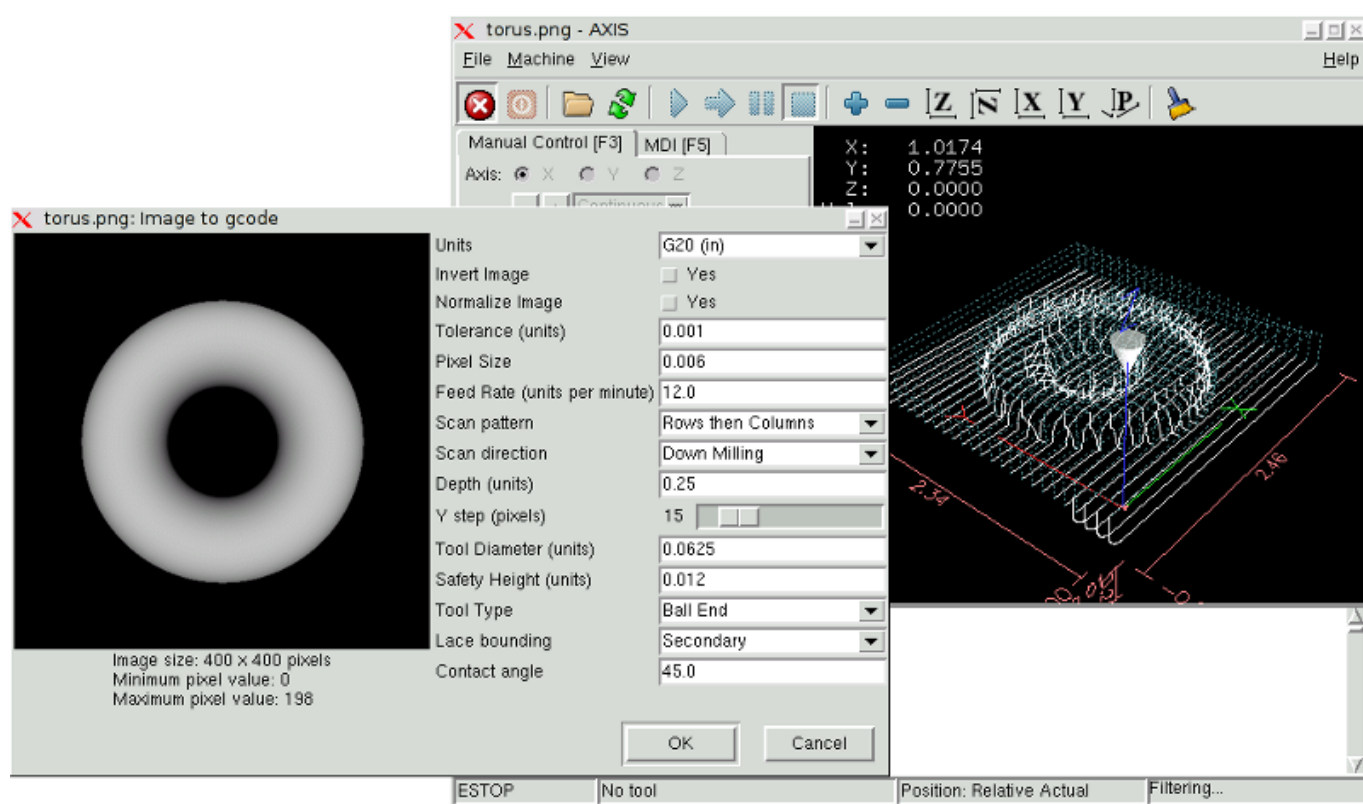 torus.png - AXIS
File Machine View Help
Z N X Y P
Manual Control [F3] MDI [F5]
Axis: X Y Z
Continuous
X: 1.0174
Y: 0.7755
Z: 0.0000
0.0000
torus.png: Image to gcode
Units G20 (in)
Invert Image Yes
Normalize Image Yes
Tolerance (units) 0.001
Pixel Size 0.006
Feed Rate (units per minute) 12.0
Scan pattern Rows then Columns
Scan direction Down Milling
Depth (units) 0.25
Y step (pixels) 15
Tool Diameter (units) 0.0625
Safety Height (units) 0.012
Tool Type Ball End
Lace bounding Secondary
Contact angle 45.0
Image size: 400 x 400 pixels
Minimum pixel value: 0
Maximum pixel value: 198
OK Cancel
Y X
2.34 2.46
ESTOP No tool Position: Relative Actual Filtering...